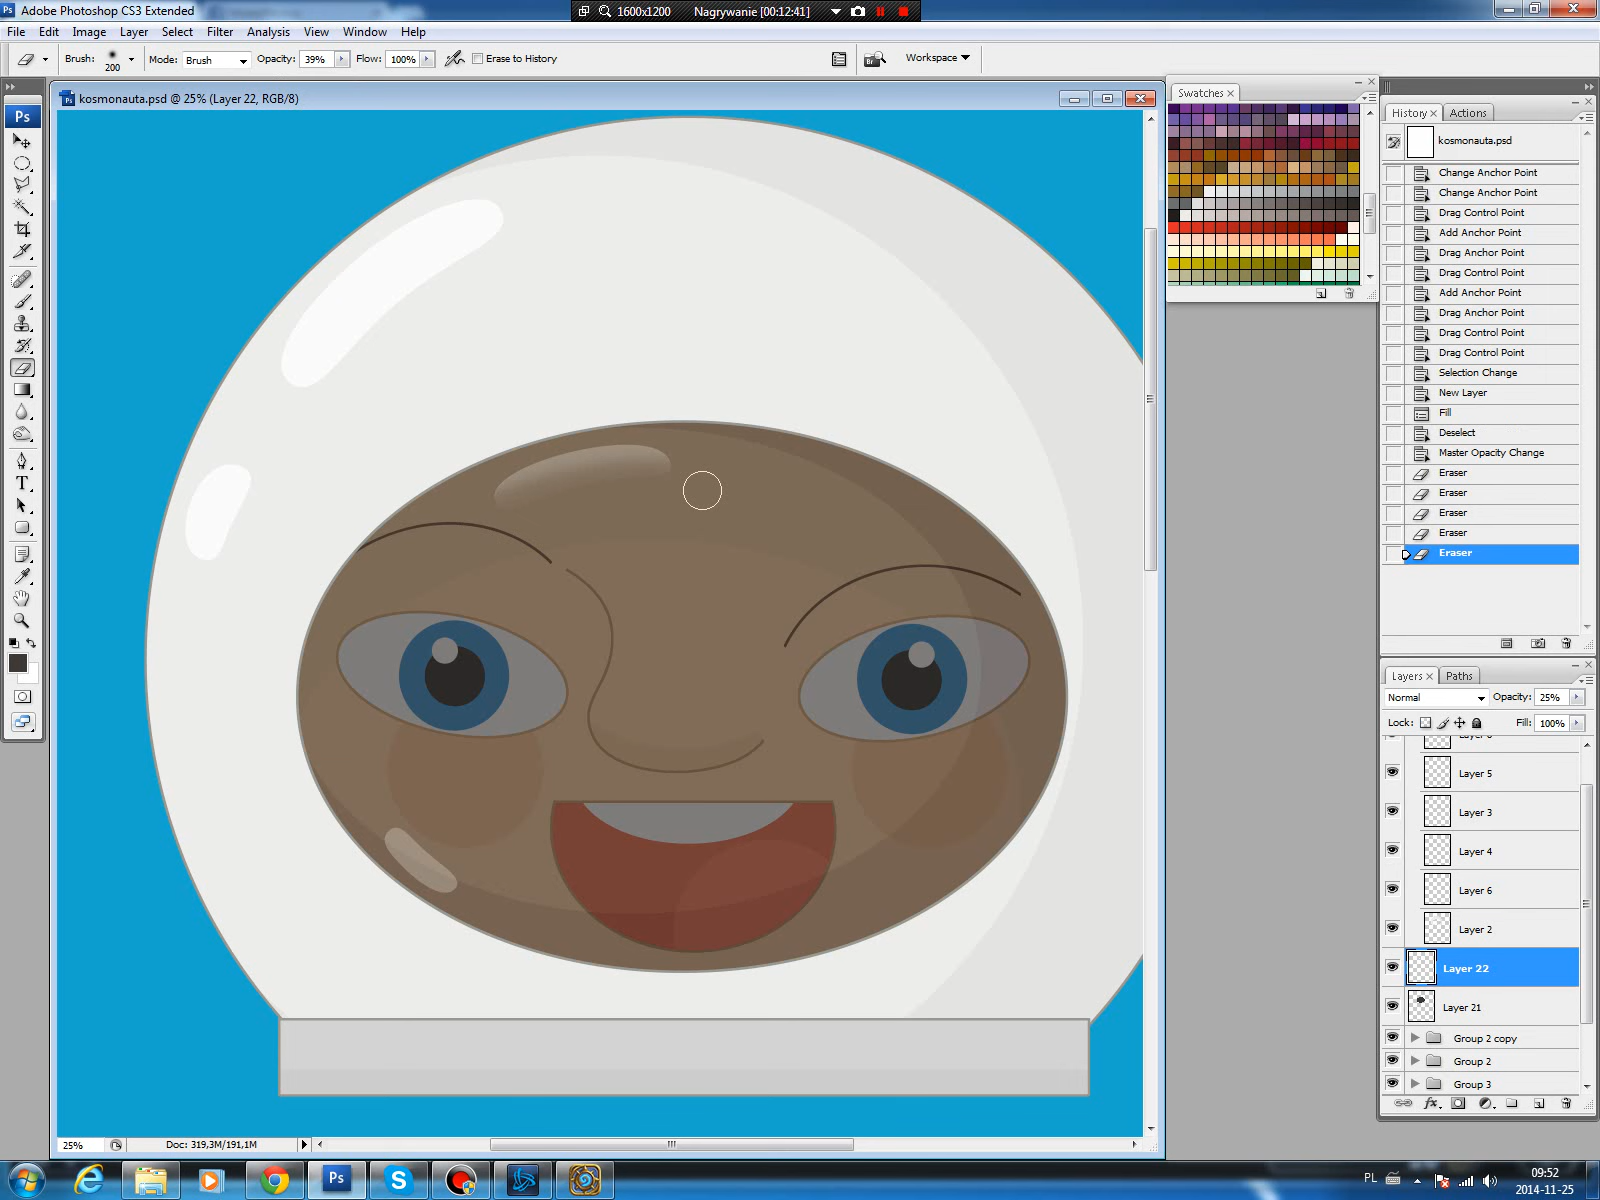 Adobe Photoshop CS3 Extended
1600x1200 Nagrywanie [00:12:41]
File Edit Image Layer Select Filter Analysis View Window Help
Brush: 200 Mode: Brush Opacity: 39% Flow: 100% Erase to History Workspace
kosmonauta.psd @ 25% (Layer 22, RGB/8)
Ps
Swatches
History Actions
kosmonauta.psd
Change Anchor Point
Change Anchor Point
Drag Control Point
Add Anchor Point
Drag Anchor Point
Drag Control Point
Add Anchor Point
Drag Anchor Point
Drag Control Point
Drag Control Point
Selection Change
New Layer
Fill
Deselect
Master Opacity Change
Eraser
Eraser
Eraser
Eraser
Eraser
Layers Paths
Normal Opacity: 25%
Lock: Fill: 100%
Layer 5
Layer 3
Layer 4
Layer 6
Layer 2
Layer 22
Layer 21
Group 2 copy
Group 2
Group 3
25% Doc: 319,3M/191,1M
Ps
PL
09:52
2014-11-25